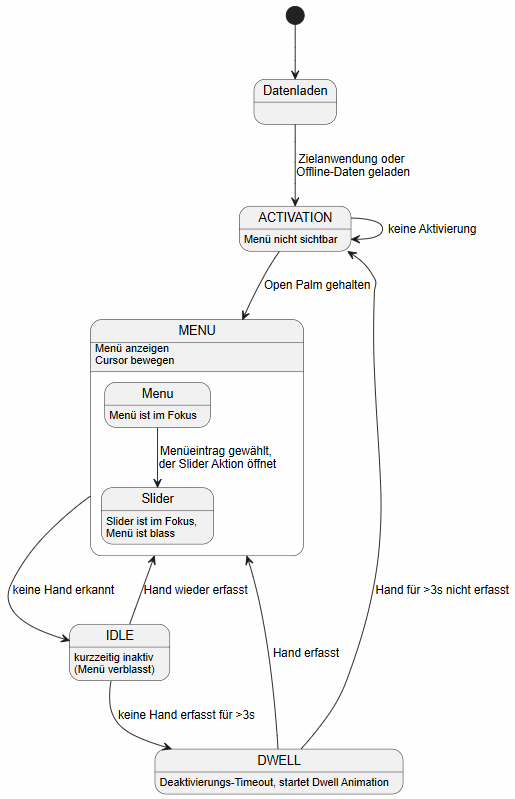 Datenladen
Zielanwendung oder
Offline-Daten geladen
ACTIVATION
Menü nicht sichtbar
keine Aktivierung
Open Palm gehalten
MENU
Menü anzeigen
Cursor bewegen
Menu
Menü ist im Fokus
Menüeintrag gewählt,
der Slider Aktion öffnet
Slider
Slider ist im Fokus,
Menü ist blass
keine Hand erkannt
Hand wieder erfasst
Hand für >3s nicht erfasst
IDLE
kurzzeitig inaktiv
(Menü verblasst)
Hand erfasst
keine Hand erfasst für >3s
DWELL
Deaktivierungs-Timeout, startet Dwell Animation